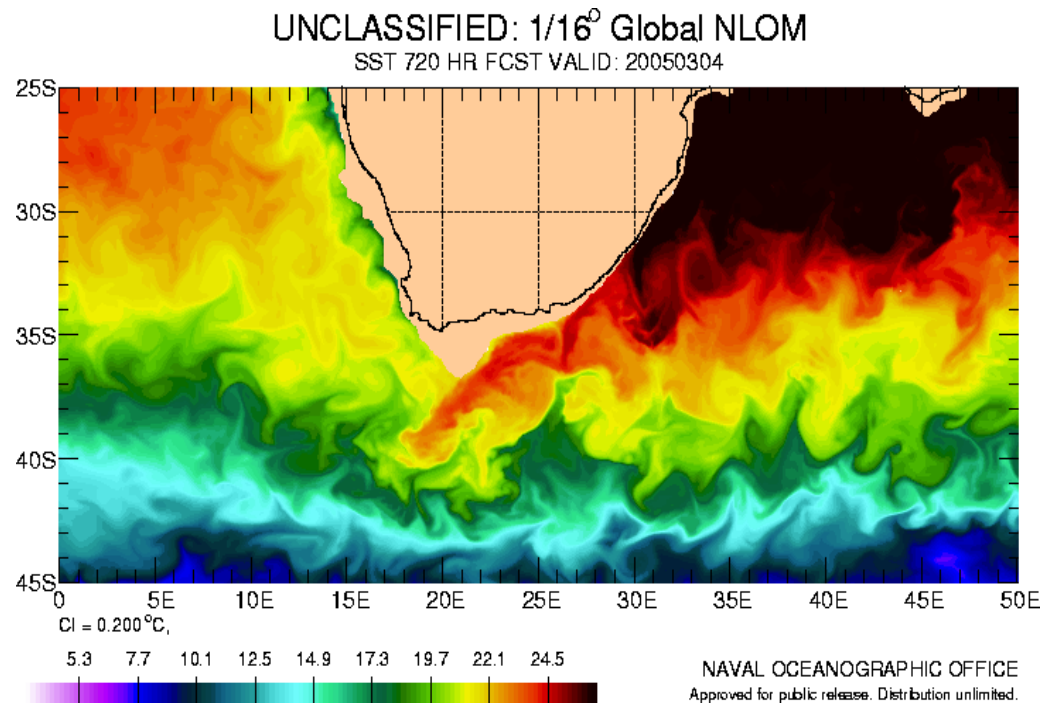 UNCLASSIFIED: 1/16° Global NLOM
SST 720 HR FCST VALID: 20050304
25S
30S
35S
40S
45S
0 5E 10E 15E 20E 25E 30E 35E 40E 45E 50E
CI = 0.200°C,
5.3 7.7 10.1 12.5 14.9 17.3 19.7 22.1 24.5
NAVAL OCEANOGRAPHIC OFFICE
Approved for public release. Distribution unlimited.